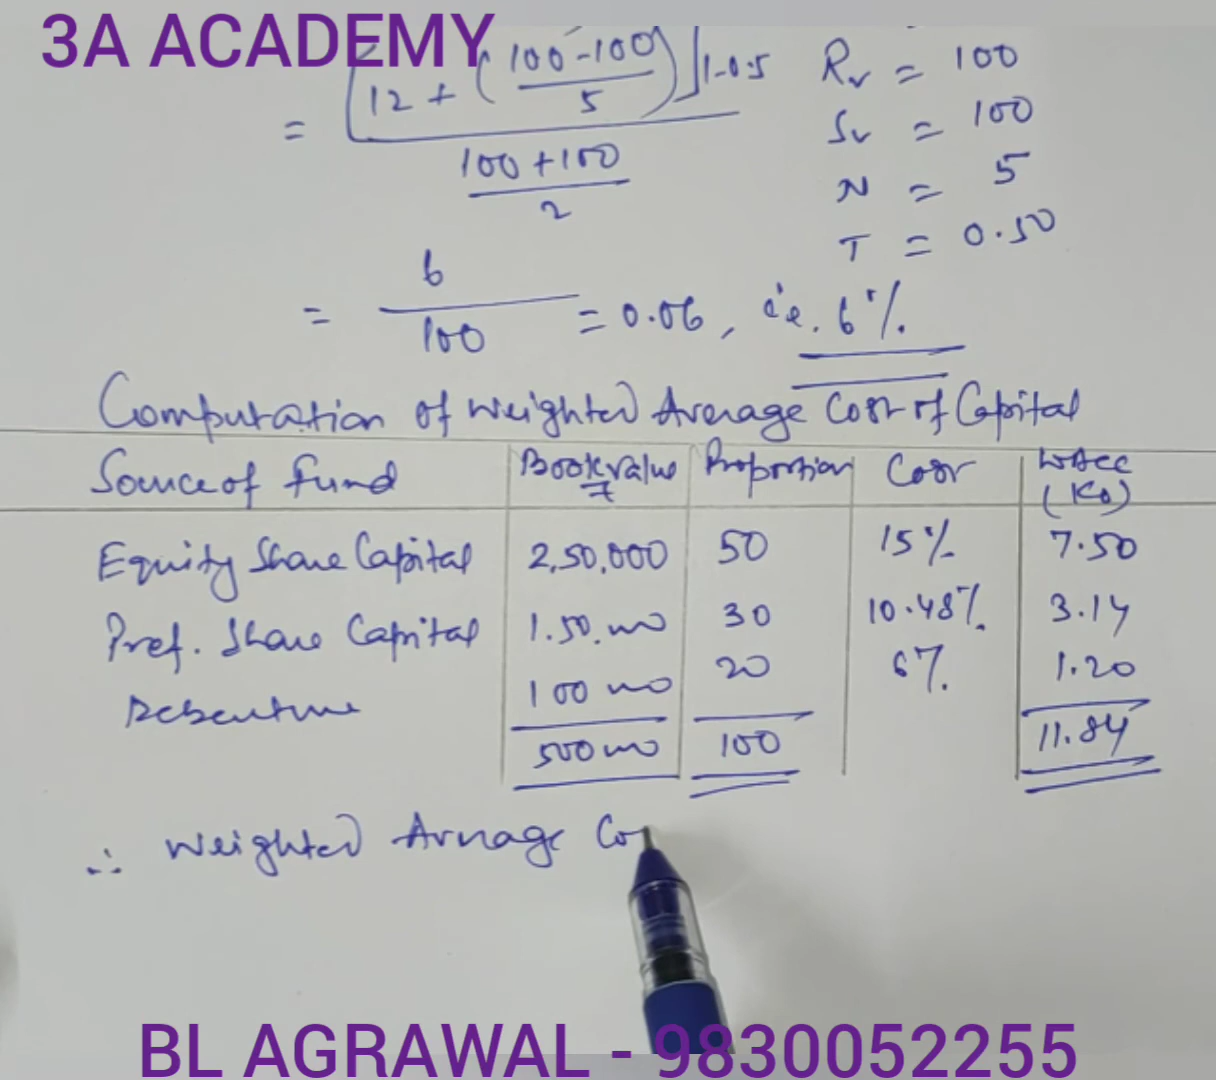 3A ACADEMY
= [12 + (100-100 / 5)] 1-0.5
100 + 100 / 2
Rv = 100
Sv = 100
N = 5
T = 0.50
= 6 / 100 = 0.06, i.e. 6%
Computation of Weighted Average Cost of Capital
Source of Fund Book value ₹ Proportion Cost WACC (Ko)
Equity Share Capital 2,50,000 50 15% 7.50
Pref. Share Capital 1.50.000 30 10.48% 3.14
Debenture 100 000 20 6% 1.20
500 000 100 11.84
∴ Weighted Average Co
BL AGRAWAL - 9830052255